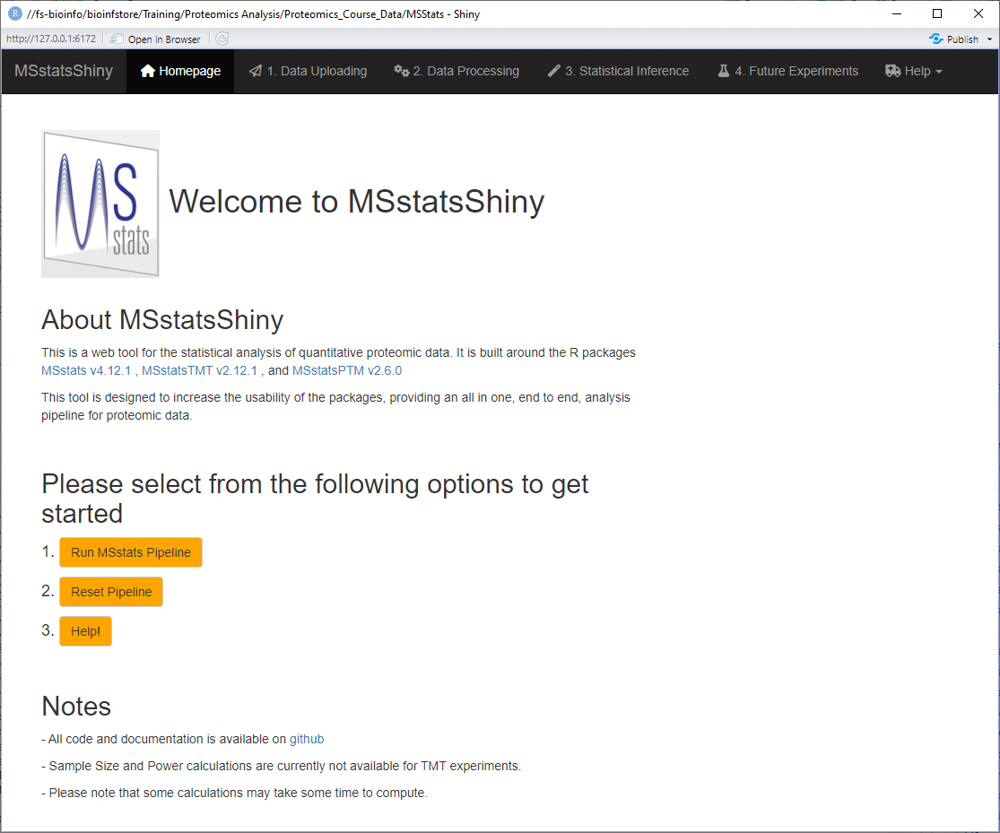 R //fs-bioinfo/bioinfstore/Training/Proteomics Analysis/Proteomics_Course_Data/MSStats - Shiny
http://127.0.0.1:6172 Open in Browser Publish
MSstatsShiny Homepage 1. Data Uploading 2. Data Processing 3. Statistical Inference 4. Future Experiments Help
MS
stats
Welcome to MSstatsShiny
About MSstatsShiny
This is a web tool for the statistical analysis of quantitative proteomic data. It is built around the R packages
MSstats v4.12.1 , MSstatsTMT v2.12.1 , and MSstatsPTM v2.6.0
This tool is designed to increase the usability of the packages, providing an all in one, end to end, analysis
pipeline for proteomic data.
Please select from the following options to get
started
1. Run MSstats Pipeline
2. Reset Pipeline
3. Help!
Notes
- All code and documentation is available on github
- Sample Size and Power calculations are currently not available for TMT experiments.
- Please note that some calculations may take some time to compute.